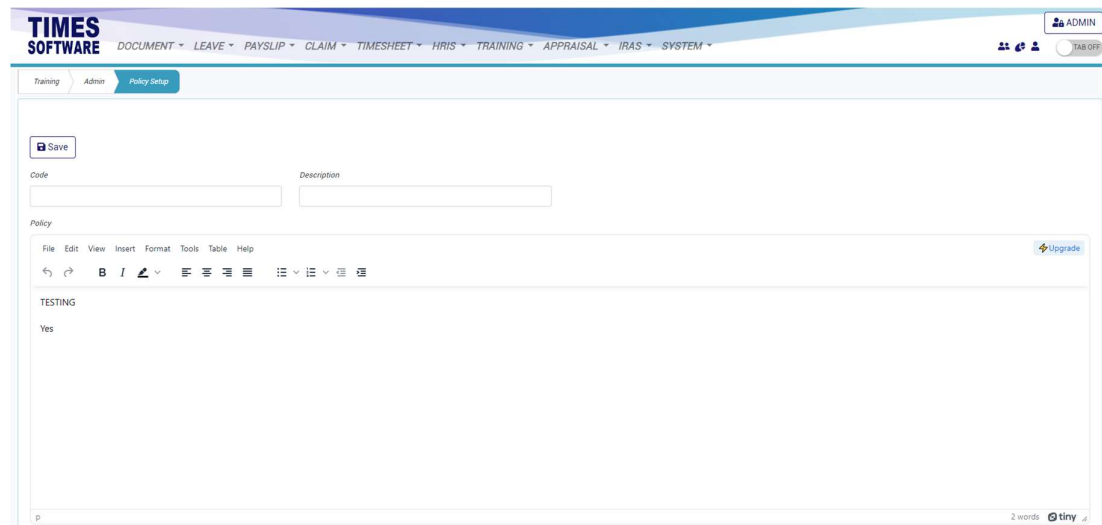 TIMES
SOFTWARE
DOCUMENT LEAVE PAYSLIP CLAIM TIMESHEET HRIS TRAINING APPRAISAL IRAS SYSTEM
ADMIN
TAB OFF
Training Admin Policy Setup
Save
Code Description
Policy
File Edit View Insert Format Tools Table Help
Upgrade
B I
TESTING
Yes
p 2 words tiny